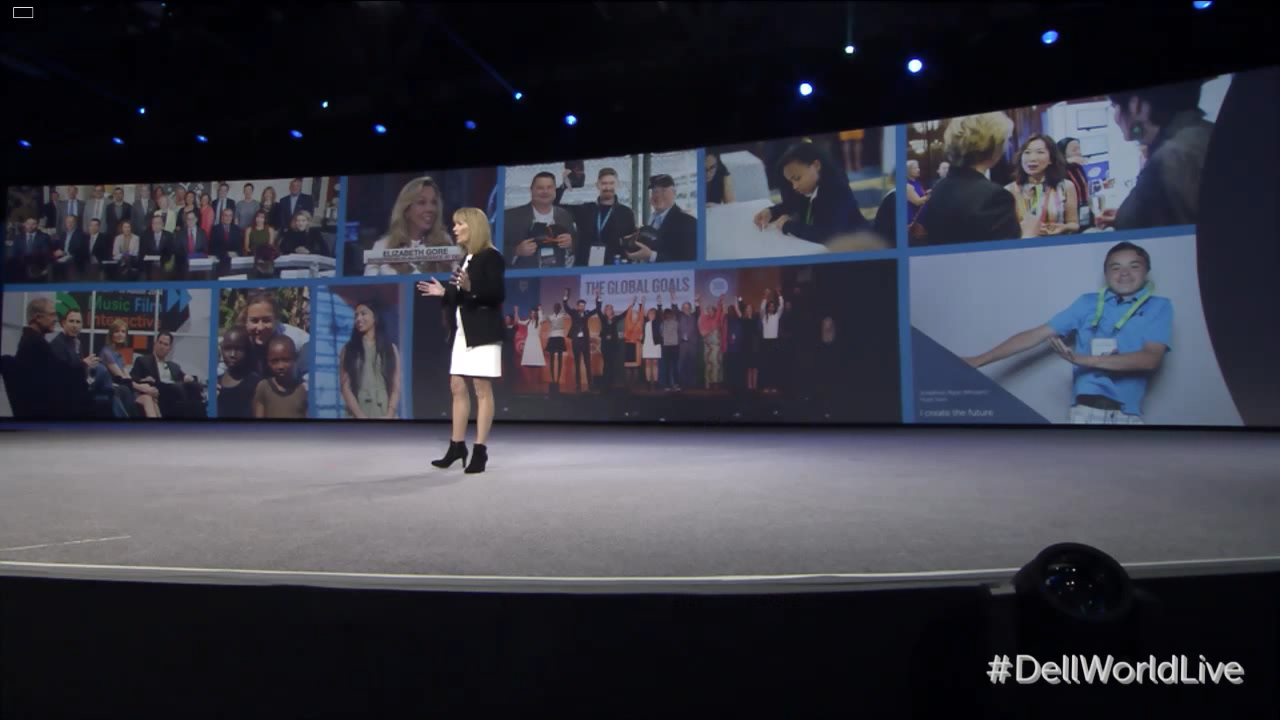 ELIZABETH GORE
THE GLOBAL GOALS
Music Film
Interactive
I create the future
#DellWorldLive